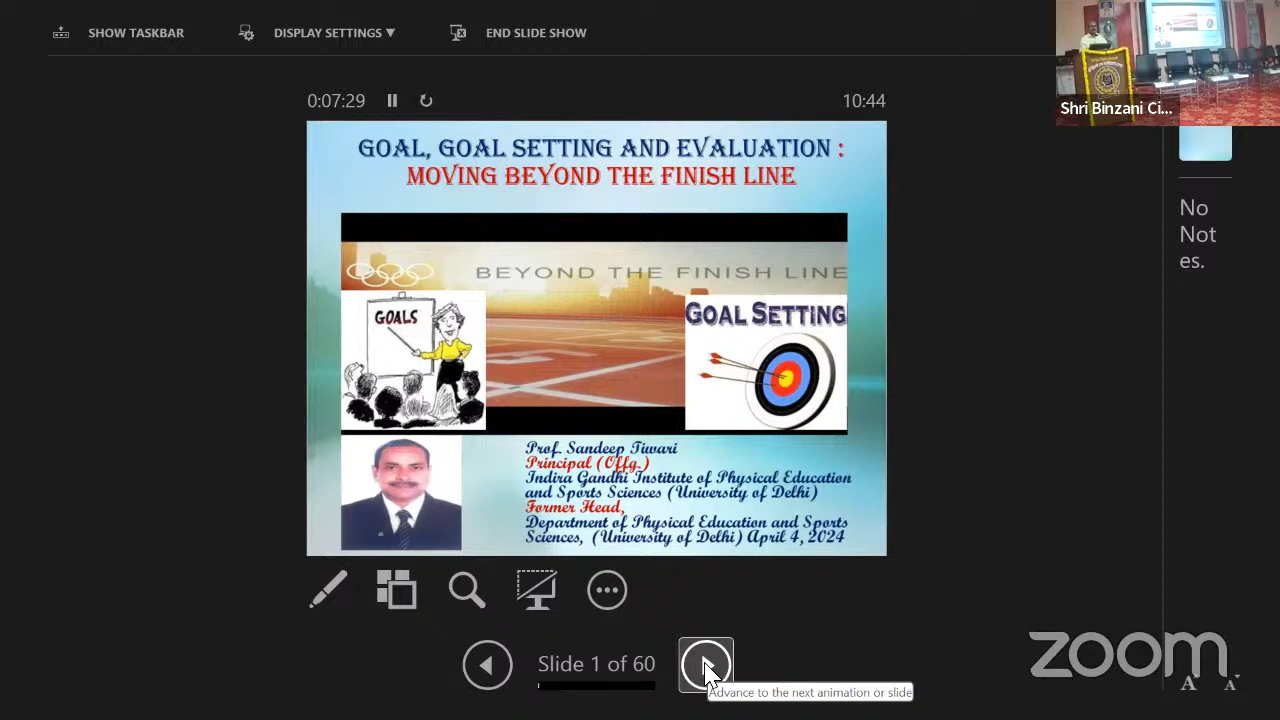 SHOW TASKBAR
DISPLAY SETTINGS ▼
END SLIDE SHOW
Shri Binzani Ci...
0:07:29
10:44
GOAL, GOAL SETTING AND EVALUATION :
MOVING BEYOND THE FINISH LINE
BEYOND THE FINISH LINE
GOALS
GOAL SETTING
Prof. Sandeep Tiwari
Principal (Offg.)
Indira Gandhi Institute of Physical Education
and Sports Sciences (University of Delhi)
Former Head,
Department of Physical Education and Sports
Sciences, (University of Delhi) April 4, 2024
No
Not
es.
Slide 1 of 60
Advance to the next animation or slide
zoom
A A